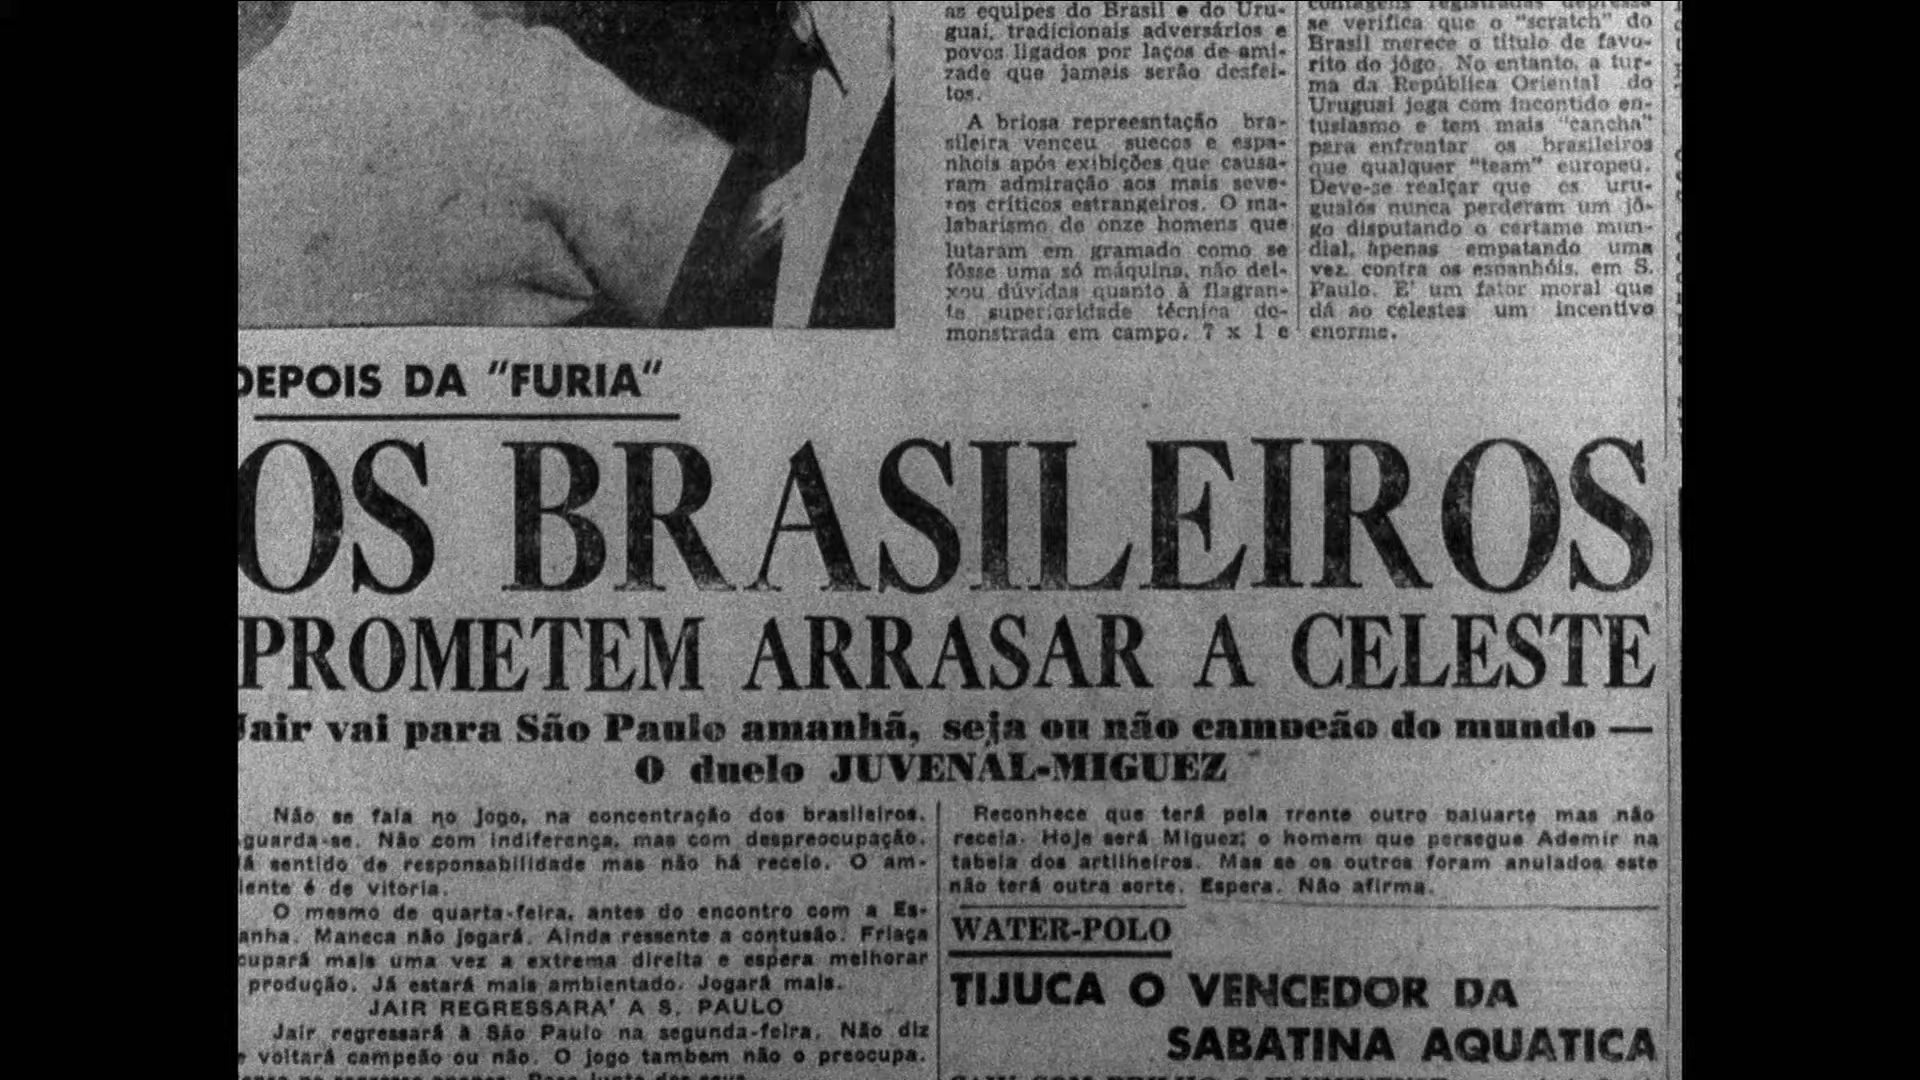 as equipes do Brasil e do Uru-
guai, tradicionais adversários e
povos ligados por laços de ami-
zade que jamais serão desfei-
tos.
A briosa repreesntação bra-
sileira venceu suecos e espa-
nhois após exibições que causa-
ram admiração aos mais seve-
ros críticos estrangeiros. O ma-
labarismo de onze homens que
lutaram em gramado como se
fôsse uma só máquina, não dei-
xou dúvidas quanto à flagran-
te superioridade técnica de-
monstrada em campo. 7 x 1 e
contagens registradas
se verifica que o "scratch" do
Brasil merece o título de favo-
rito do jôgo. No entanto, a tur-
ma da República Oriental do
Uruguai joga com incontido en-
tusiasmo e tem mais "cancha"
para enfrentar os brasileiros
que qualquer "team" europeu.
Deve-se realçar que os uru-
guaios nunca perderam um jô-
go disputando o certame mun-
dial, apenas empatando uma
vez, contra os espanhóis, em S.
Paulo. E' um fator moral que
dá ao celestes um incentivo
enorme.
DEPOIS DA "FURIA"
OS BRASILEIROS
PROMETEM ARRASAR A CELESTE
Jair vai para São Paulo amanhã, seja ou não campeão do mundo —
O duelo JUVENAL-MIGUEZ
Não se fala no jogo, na concentração dos brasileiros.
guarda-se. Não com indiferença, mas com despreocupação.
á sentido de responsabilidade mas não há receio. O am-
iente é de vitoria.
O mesmo de quarta-feira, antes do encontro com a Es-
anha. Maneca não jogará. Ainda ressente a contusão. Friaça
cupará mais uma vez a extrema direita e espera melhorar
produção. Já estará mais ambientado. Jogará mais.
JAIR REGRESSARA' A S. PAULO
Jair regressará à São Paulo na segunda-feira. Não diz
e voltará campeão ou não. O jogo tambem não o preocupa.
Reconhece que terá pela frente outro baluarte mas não
receia. Hoje será Miguez; o homem que persegue Ademir na
tabela dos artilheiros. Mas se os outros foram anulados este
não terá outra sorte. Espera. Não afirma.
WATER-POLO
TIJUCA O VENCEDOR DA
SABATINA AQUATICA